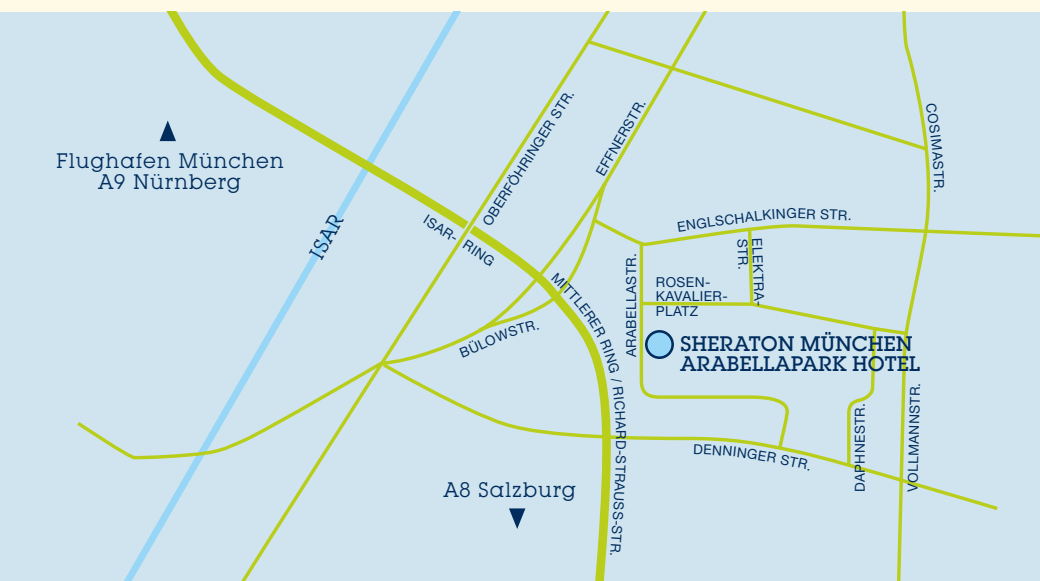 COSIMASTR.
OBERFÖHRINGER STR.
EFFNERSTR.
Flughafen München
A9 Nürnberg
ISAR
ISAR-
RING
ENGLSCHALKINGER STR.
ELEKTRA-
STR.
ARABELLASTR.
ROSEN-
KAVALIER-
PLATZ
MITTLERER RING / RICHARD-STRAUSS-STR.
BÜLOWSTR.
SHERATON MÜNCHEN
ARABELLAPARK HOTEL
DAPHNESTR.
VOLLMANNSTR.
DENNINGER STR.
A8 Salzburg